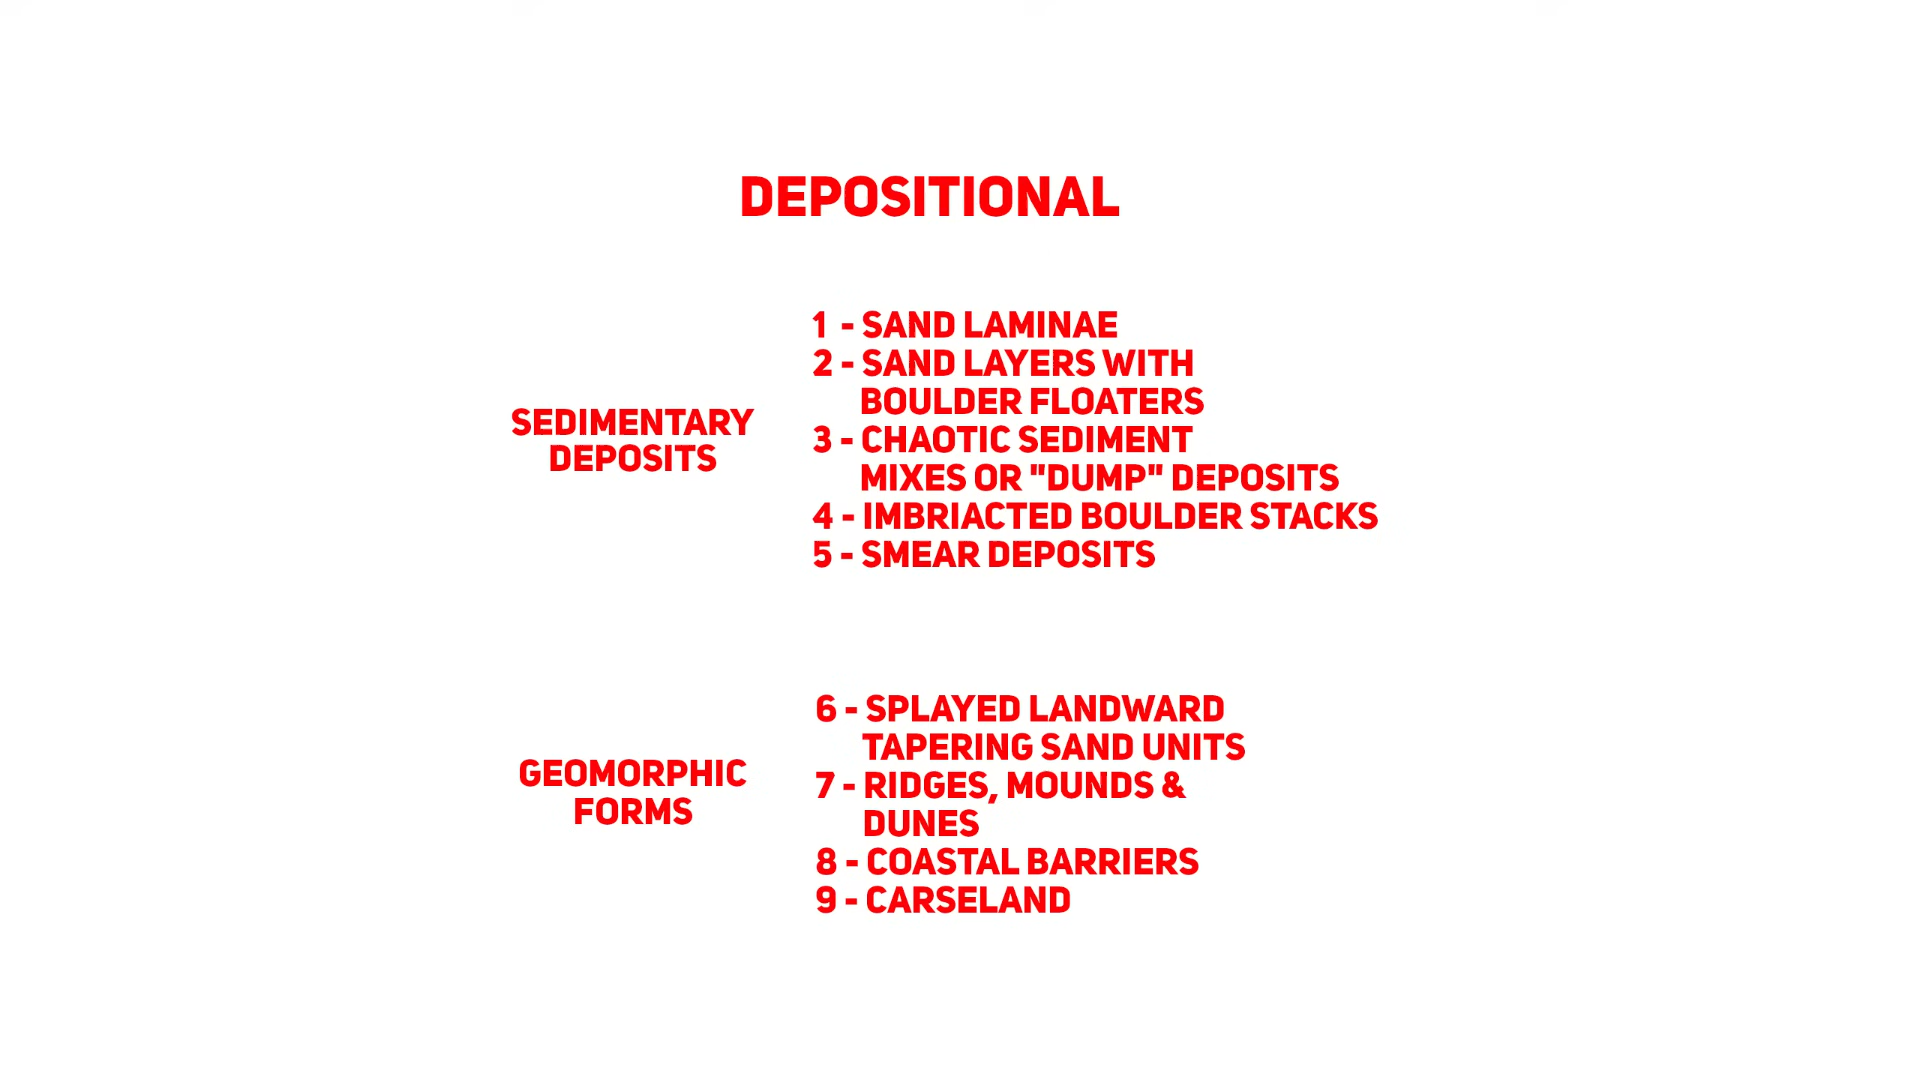 DEPOSITIONAL
SEDIMENTARY
DEPOSITS
1 - SAND LAMINAE
2 - SAND LAYERS WITH
BOULDER FLOATERS
3 - CHAOTIC SEDIMENT
MIXES OR "DUMP" DEPOSITS
4 - IMBRIACTED BOULDER STACKS
5 - SMEAR DEPOSITS
GEOMORPHIC
FORMS
6 - SPLAYED LANDWARD
TAPERING SAND UNITS
7 - RIDGES, MOUNDS &
DUNES
8 - COASTAL BARRIERS
9 - CARSELAND